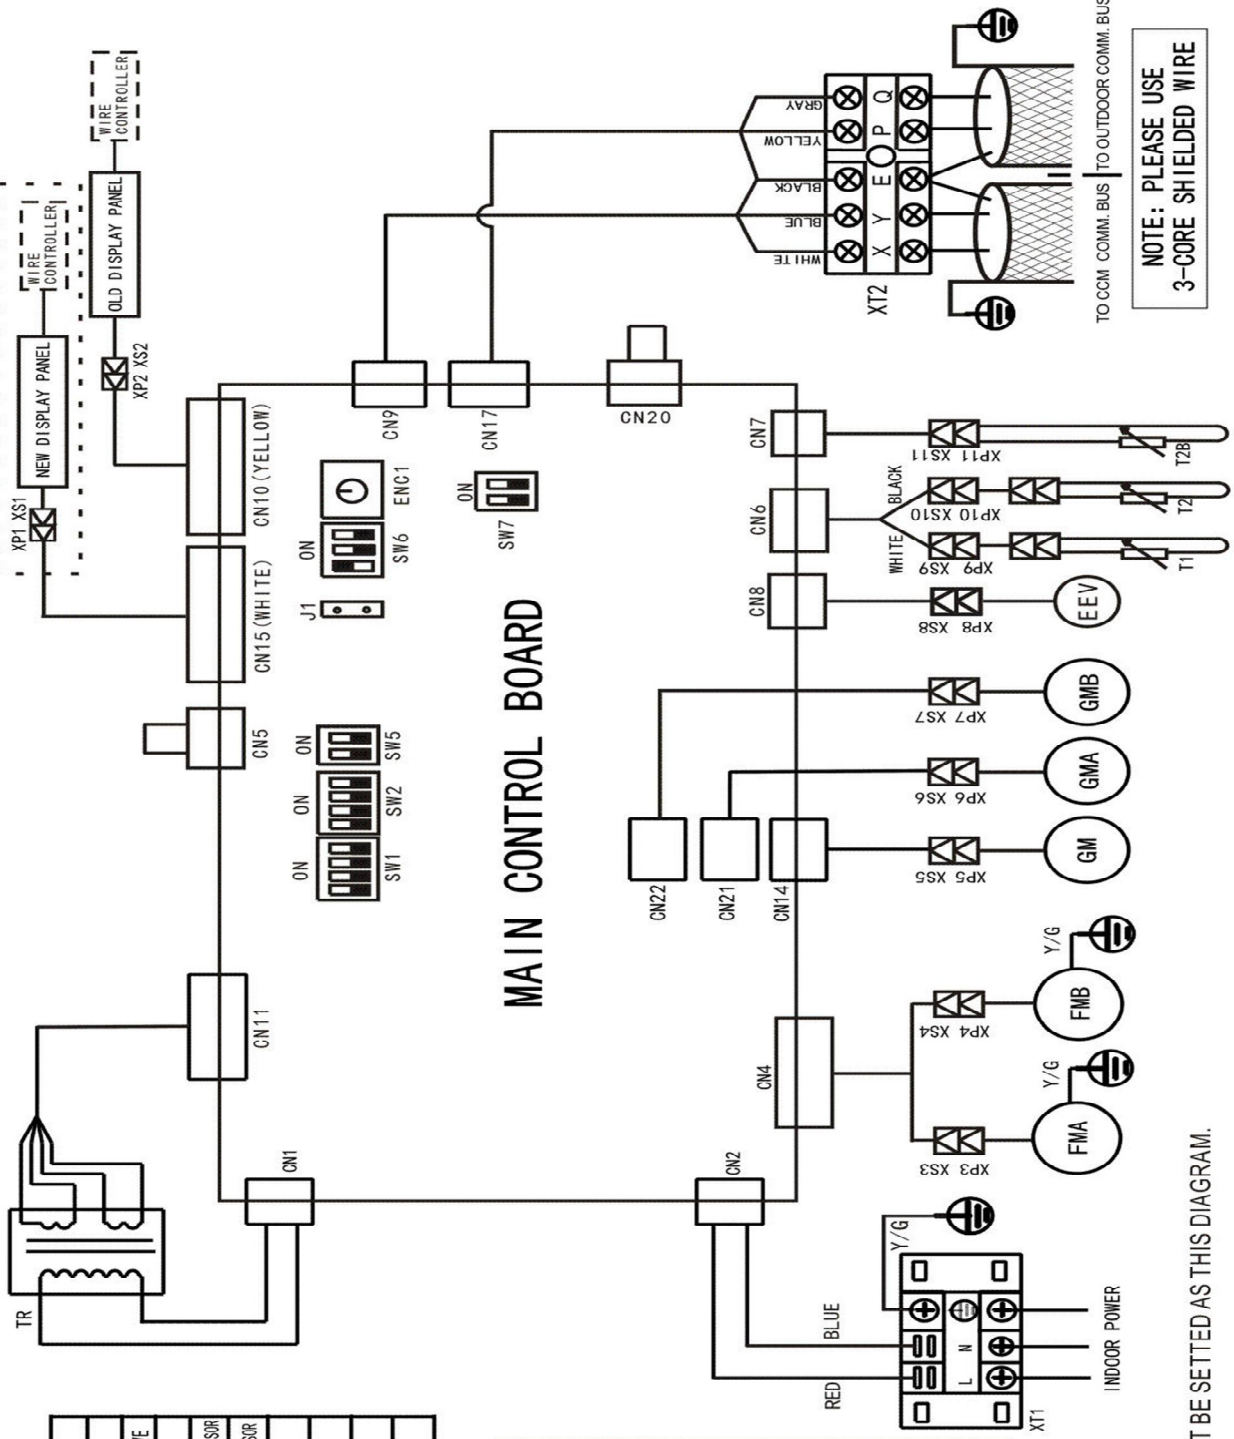 TR
CN11
CN1
CN5
CN15(WHITE)
CN10(YELLOW)
XP1 XS1
NEW DISPLAY PANEL
WIRE
CONTROLLER
XP2 XS2
OLD DISPLAY PANEL
WIRE
CONTROLLER
ON
SW1
ON
SW2
ON
SW5
J1
ON
SW6
ENC1
ON
SW7
MAIN CONTROL BOARD
CN9
CN17
CN20
GRAY
YELLOW
BLACK
BLUE
WHITE
XT2
X Y E P Q
TO CCM COMM. BUS
TO OUTDOOR COMM. BUS
NOTE: PLEASE USE
3-CORE SHIELDED WIRE
CN2
CN4
CN22
CN21
CN14
CN8
CN6
CN7
WHITE
BLACK
XS3 XP3
XS4 XP4
XS5 XP5
XS6 XP6
XS7 XP7
XS8 XP8
XS9 XP9
XS10 XP10
XS11 XP11
FMA
Y/G
FMB
Y/G
GM
GMA
GMB
EEV
T1
T2
T2B
RED
BLUE
Y/G
L N
XT1
INDOOR POWER
BE SETTED AS THIS DIAGRAM.